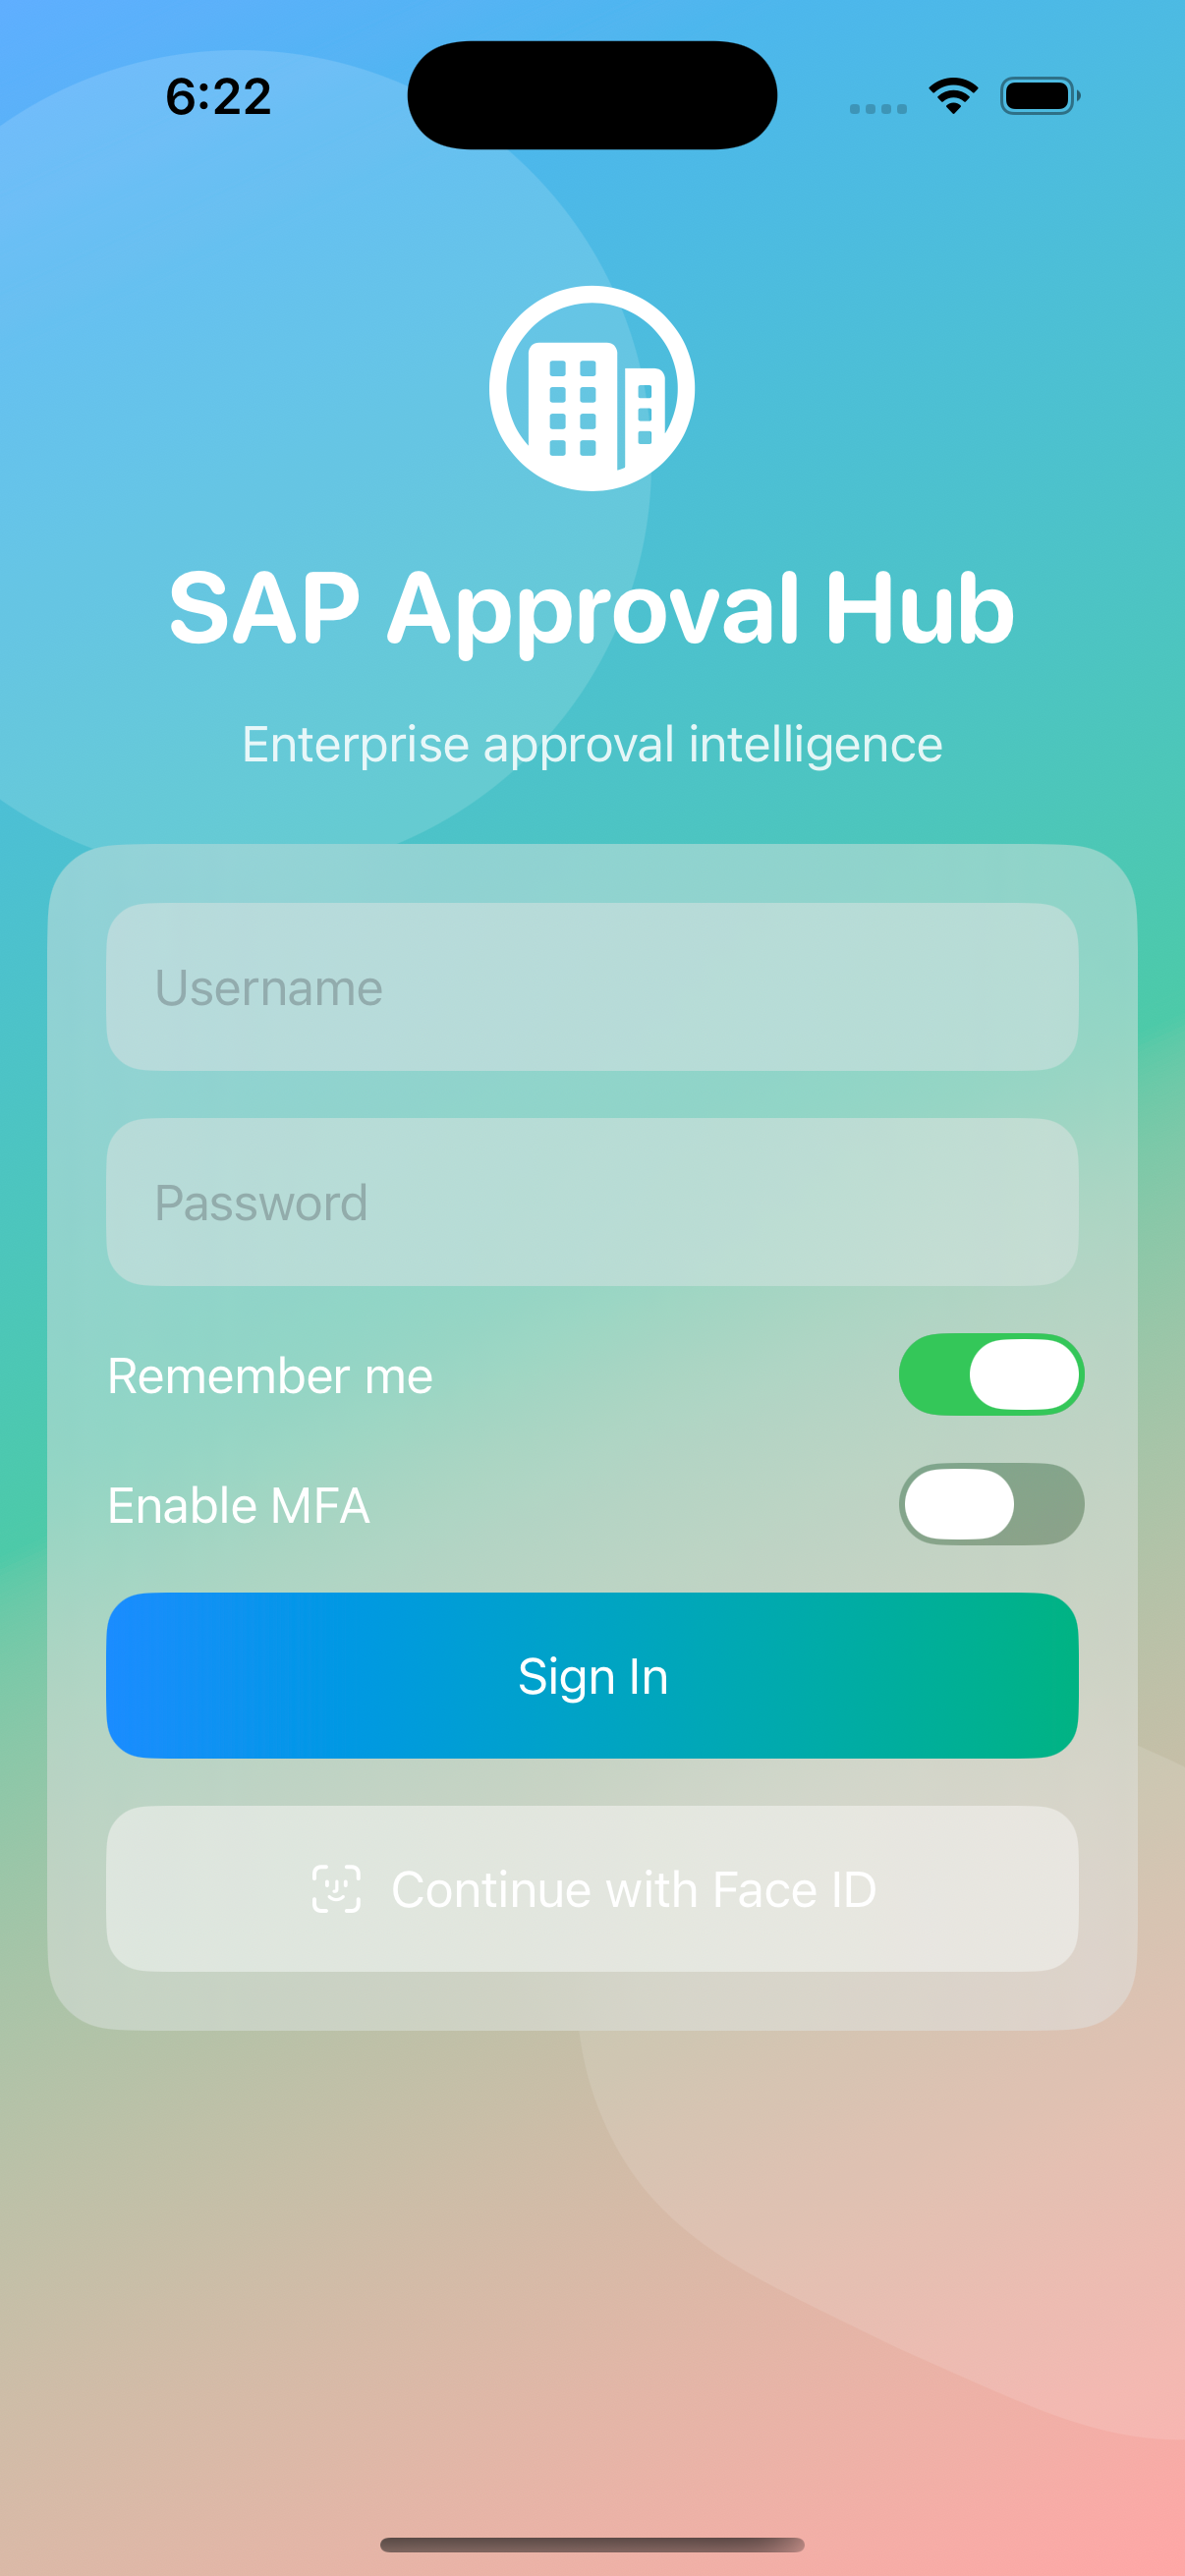 6:22
SAP Approval Hub
Enterprise approval intelligence
Username
Password
Remember me
Enable MFA
Sign In
Continue with Face ID